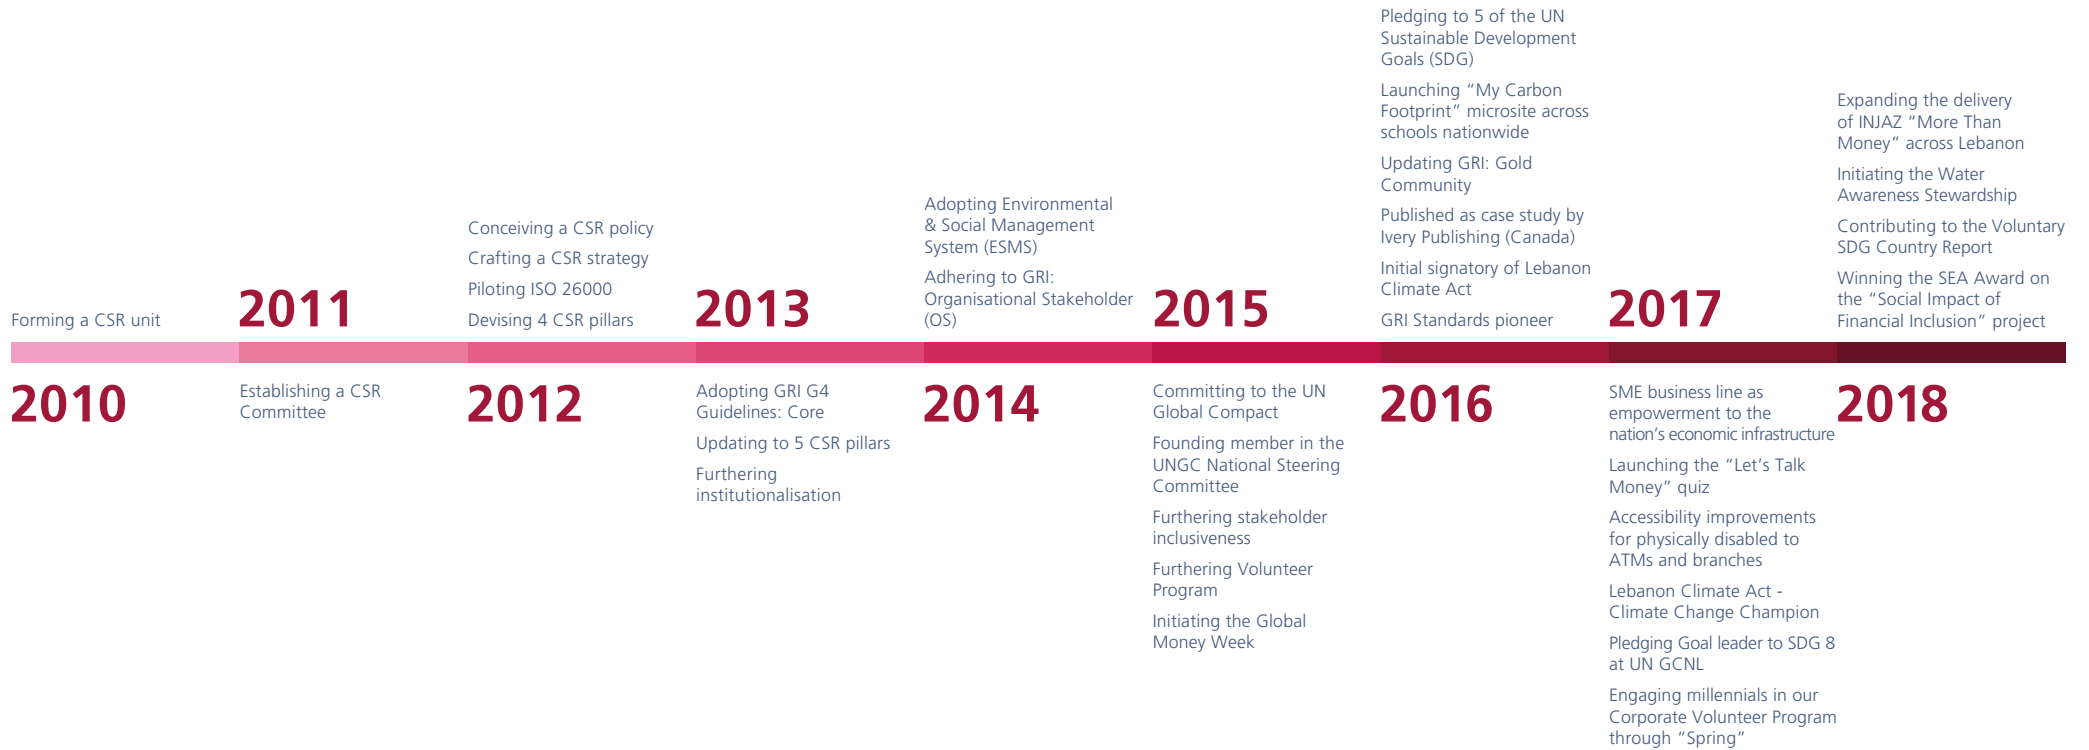 Forming a CSR unit
2010
2011
Establishing a CSR
Committee
Conceiving a CSR policy
Crafting a CSR strategy
Piloting ISO 26000
Devising 4 CSR pillars
2012
2013
Adopting GRI G4
Guidelines: Core
Updating to 5 CSR pillars
Furthering
institutionalisation
Adopting Environmental
& Social Management
System (ESMS)
Adhering to GRI:
Organisational Stakeholder
(OS)
2014
2015
Committing to the UN
Global Compact
Founding member in the
UNGC National Steering
Committee
Furthering stakeholder
inclusiveness
Furthering Volunteer
Program
Initiating the Global
Money Week
Pledging to 5 of the UN
Sustainable Development
Goals (SDG)
Launching “My Carbon
Footprint” microsite across
schools nationwide
Updating GRI: Gold
Community
Published as case study by
Ivery Publishing (Canada)
Initial signatory of Lebanon
Climate Act
GRI Standards pioneer
2016
2017
SME business line as
empowerment to the
nation’s economic infrastructure
Launching the “Let’s Talk
Money” quiz
Accessibility improvements
for physically disabled to
ATMs and branches
Lebanon Climate Act -
Climate Change Champion
Pledging Goal leader to SDG 8
at UN GCNL
Engaging millennials in our
Corporate Volunteer Program
through “Spring”
Expanding the delivery
of INJAZ “More Than
Money” across Lebanon
Initiating the Water
Awareness Stewardship
Contributing to the Voluntary
SDG Country Report
Winning the SEA Award on
the “Social Impact of
Financial Inclusion” project
2018